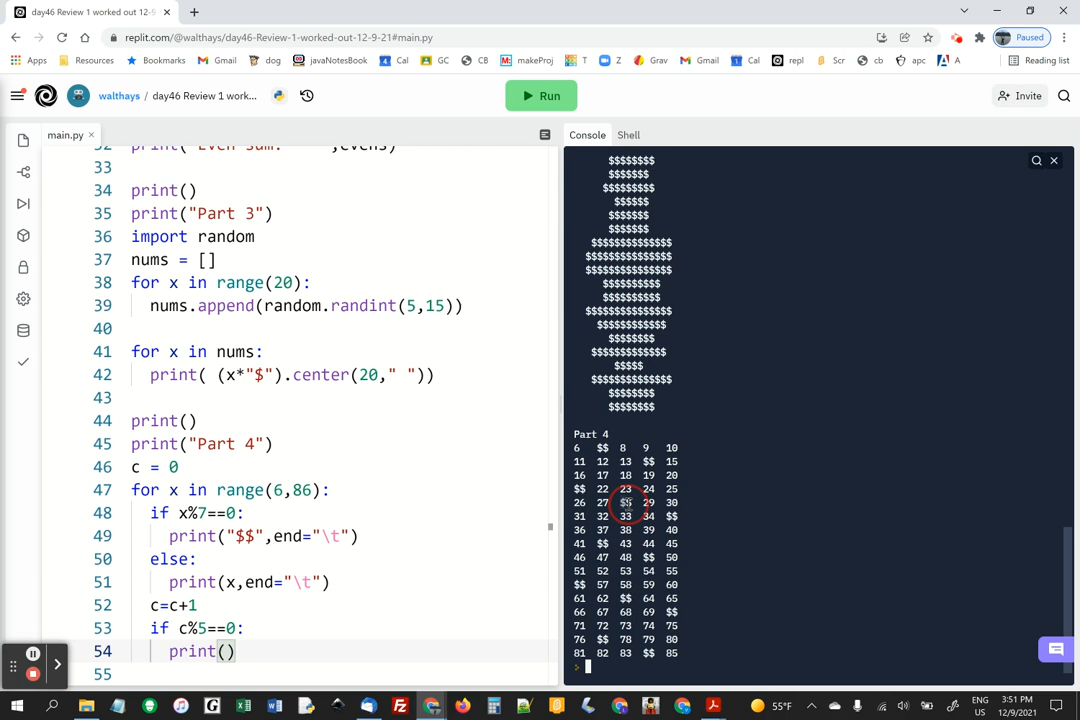 day46 Review 1 worked out 12-9
replit.com/@walthays/day46-Review-1-worked-out-12-9-21#main.py
Paused
Apps Resources Bookmarks Gmail dog javaNotebook Cal GC CB makeProj T Z Grav Gmail Cal repl Scr cb apc A Reading list
walthays / day46 Review 1 work...
Run
Invite
main.py
Console
Shell
32 print("Even sum: ",evens)
33
34 print()
35 print("Part 3")
36 import random
37 nums = []
38 for x in range(20):
39 nums.append(random.randint(5,15))
40
41 for x in nums:
42 print( (x*"$").center(20," "))
43
44 print()
45 print("Part 4")
46 c = 0
47 for x in range(6,86):
48 if x%7==0:
49 print("$$",end="\t")
50 else:
51 print(x,end="\t")
52 c=c+1
53 if c%5==0:
54 print()
55
$$$$$$$$
$$$$$$$
$$$$$$$$$
$$$$$$
$$$$$$$
$$$$$$$
$$$$$$$$$$$$$$
$$$$$$$$$$$$$$$
$$$$$$$$$$$$$$$
$$$$$$$$$$
$$$$$$$$$$
$$$$$$$$$$$$$$$
$$$$$$$$$$$$
$$$$$$$$
$$$$$$$$$$$$$
$$$$$
$$$$$$$$$$$$$$
$$$$$$$$
$$$$$$$$
Part 4
6 $$ 8 9 10
11 12 13 $$ 15
16 17 18 19 20
$$ 22 23 24 25
26 27 $$ 29 30
31 32 33 34 $$
36 37 38 39 40
41 $$ 43 44 45
46 47 48 $$ 50
51 52 53 54 55
$$ 57 58 59 60
61 62 $$ 64 65
66 67 68 69 $$
71 72 73 74 75
76 $$ 78 79 80
81 82 83 $$ 85
>
55°F
ENG
US
3:51 PM
12/9/2021